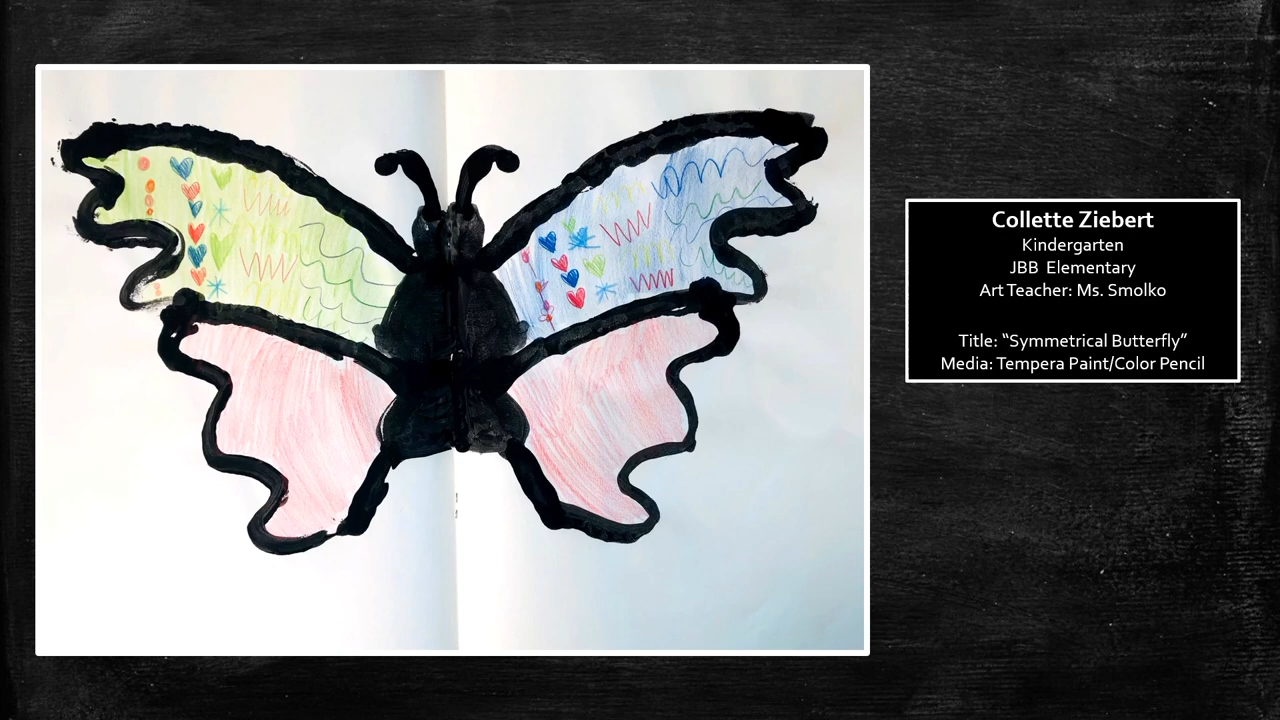 Collette Ziebert
Kindergarten
JBB Elementary
Art Teacher: Ms. Smolko
Title: “Symmetrical Butterfly”
Media: Tempera Paint/Color Pencil